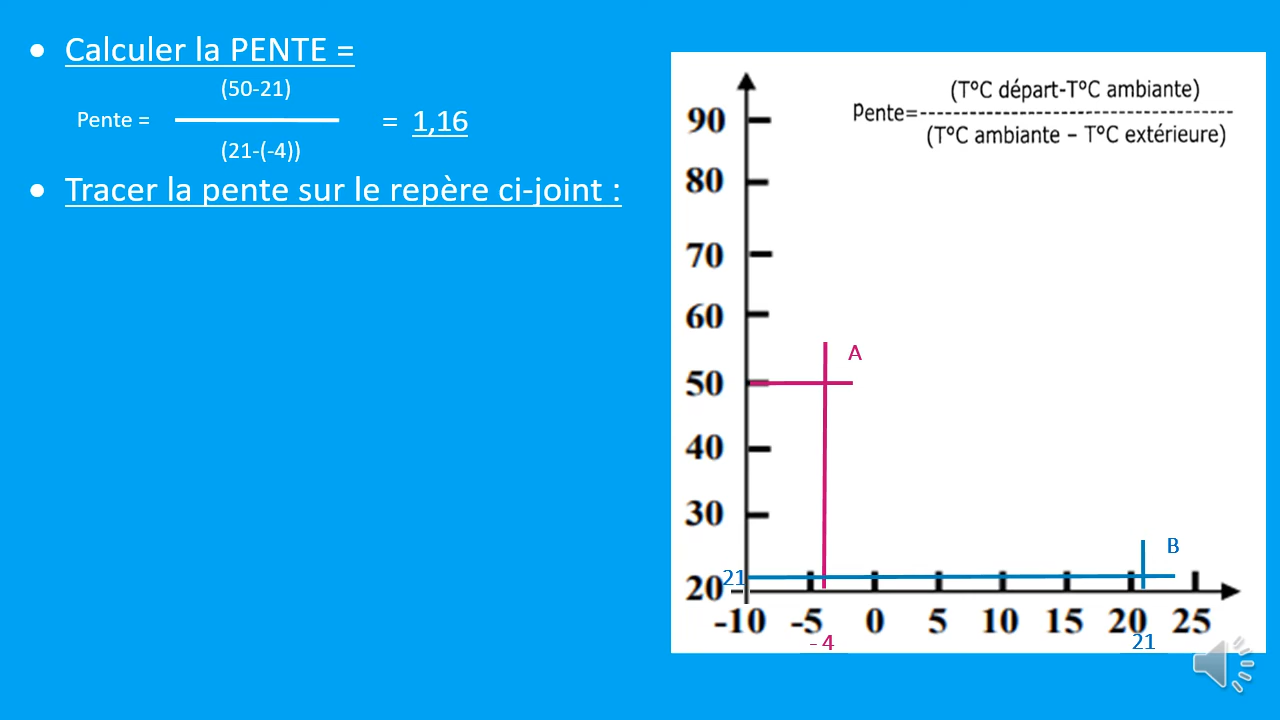 • Calculer la PENTE =
(50-21)
Pente =
= 1,16
(21-(-4))
• Tracer la pente sur le repère ci-joint :
(T°C départ-T°C ambiante)
Pente=
(T°C ambiante – T°C extérieure)
90
80
70
60
A
50
40
30
B
21
20
-10 -5 0 5 10 15 20 25
- 4
21